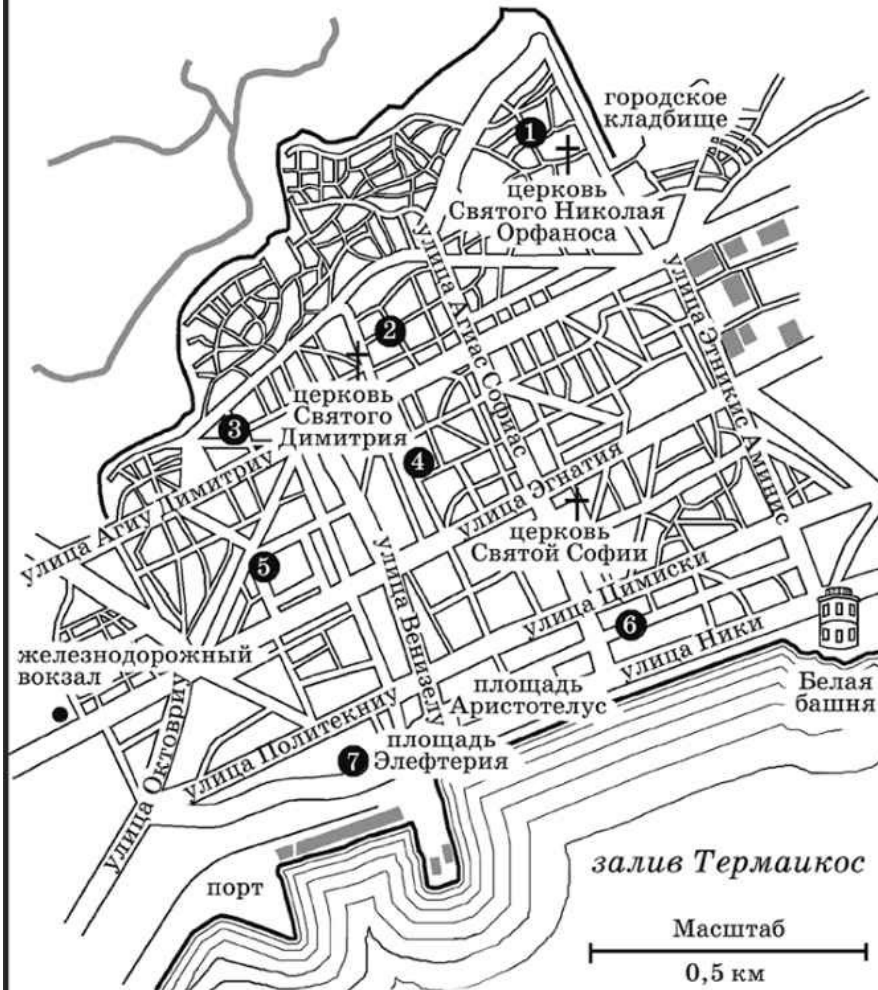 городское
кладбище
1
церковь
Святого Николая
Орфаноса
улица Агиас Софиас
улица Этникис Аминис
2
церковь
Святого
Димитрия
3
4
улица Агиу Димитриу
улица Эгнатия
церковь
Святой Софии
5
улица Венизелу
улица Цимиски
6
улица Ники
железнодорожный
вокзал
площадь
Аристотелус
Белая
башня
улица Октовриу
улица Политекниу
7
площадь
Элефтерия
порт
залив Термаикос
Масштаб
0,5 км